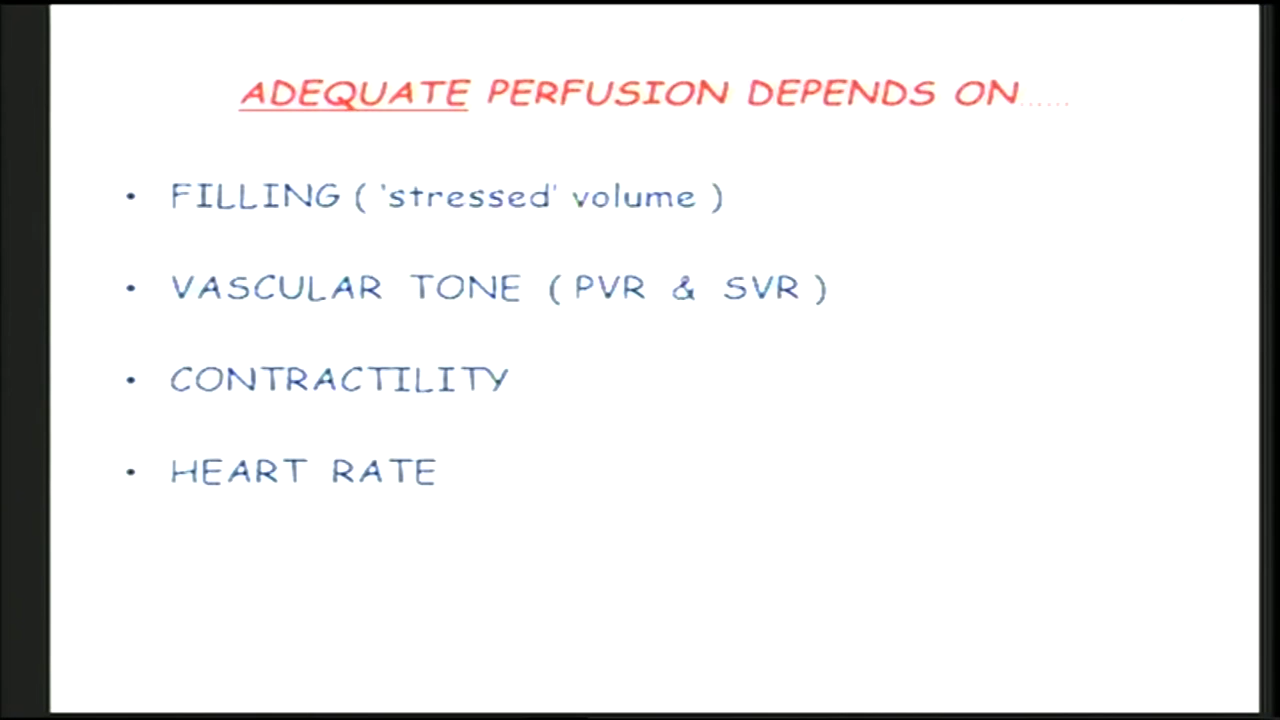 ADEQUATE PERFUSION DEPENDS ON......
• FILLING ( 'stressed' volume )
• VASCULAR TONE ( PVR & SVR )
• CONTRACTILITY
• HEART RATE